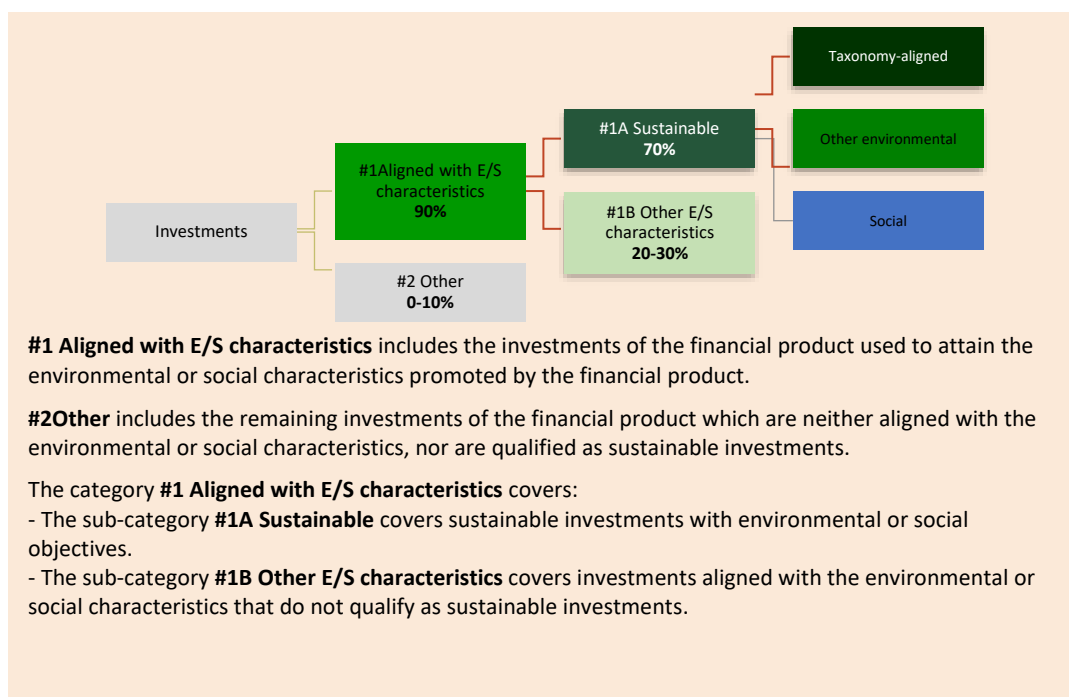 Taxonomy-aligned
#1A Sustainable
70%
Other environmental
#1Aligned with E/S
characteristics
90%
#1B Other E/S
characteristics
20-30%
Social
Investments
#2 Other
0-10%
#1 Aligned with E/S characteristics includes the investments of the financial product used to attain the
environmental or social characteristics promoted by the financial product.
#2Other includes the remaining investments of the financial product which are neither aligned with the
environmental or social characteristics, nor are qualified as sustainable investments.
The category #1 Aligned with E/S characteristics covers:
- The sub-category #1A Sustainable covers sustainable investments with environmental or social
objectives.
- The sub-category #1B Other E/S characteristics covers investments aligned with the environmental or
social characteristics that do not qualify as sustainable investments.